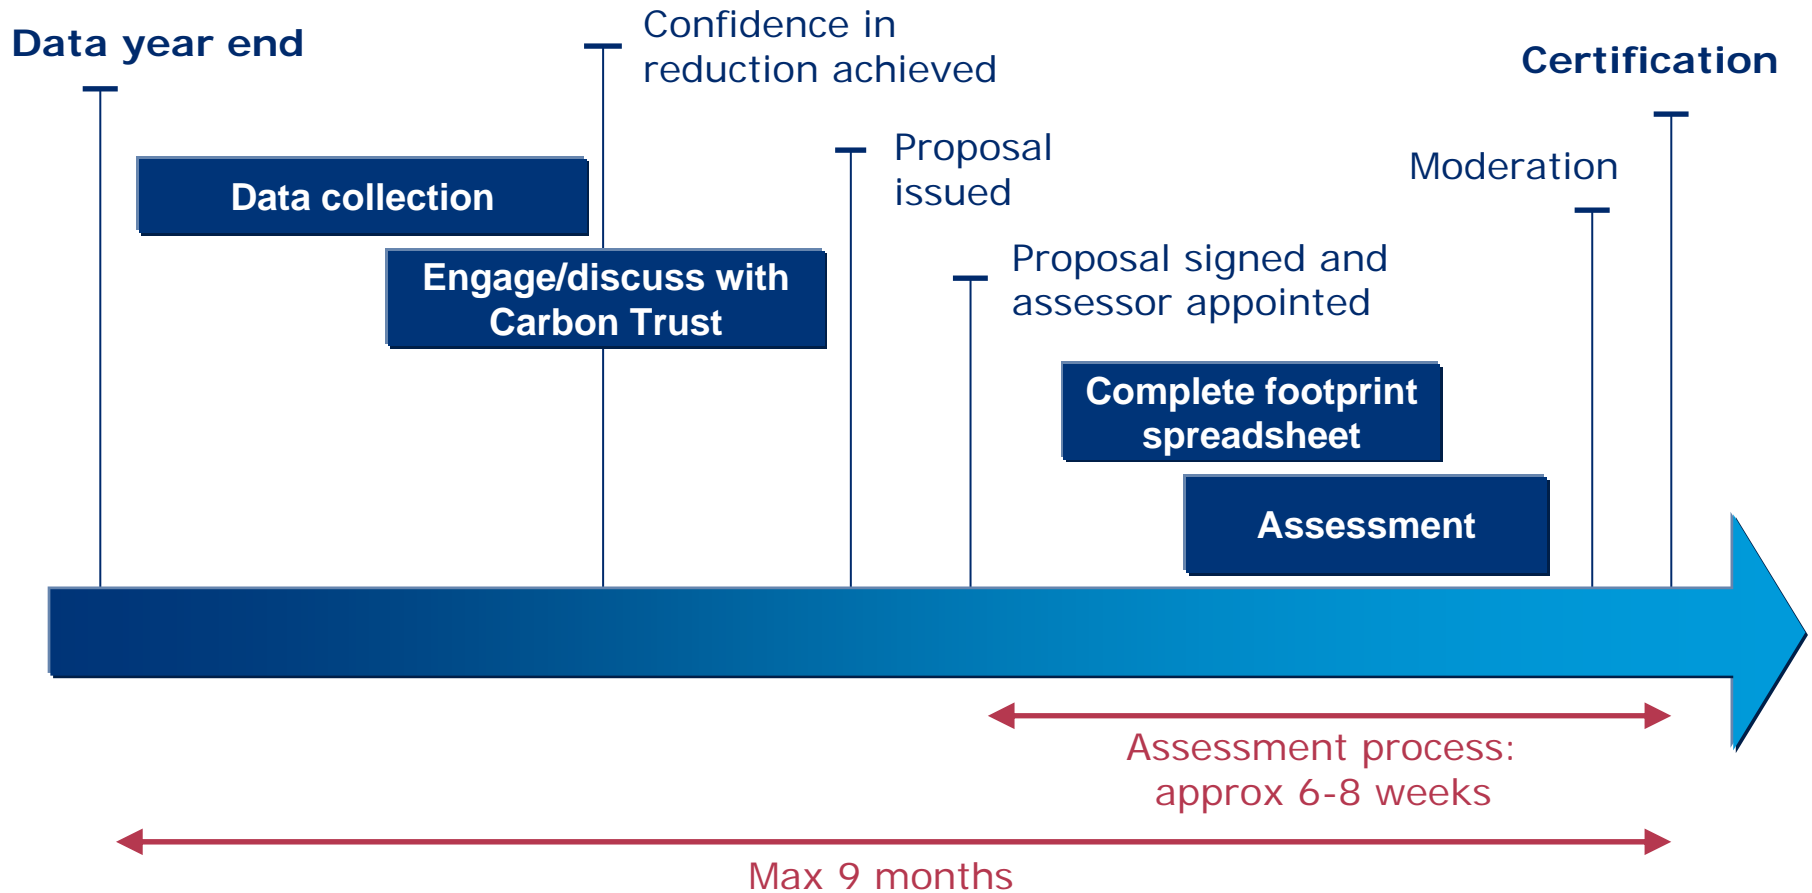 Data year end
Confidence in
reduction achieved
Certification
Proposal
issued
Moderation
Data collection
Engage/discuss with
Carbon Trust
Proposal signed and
assessor appointed
Complete footprint
spreadsheet
Assessment
Assessment process:
approx 6-8 weeks
Max 9 months